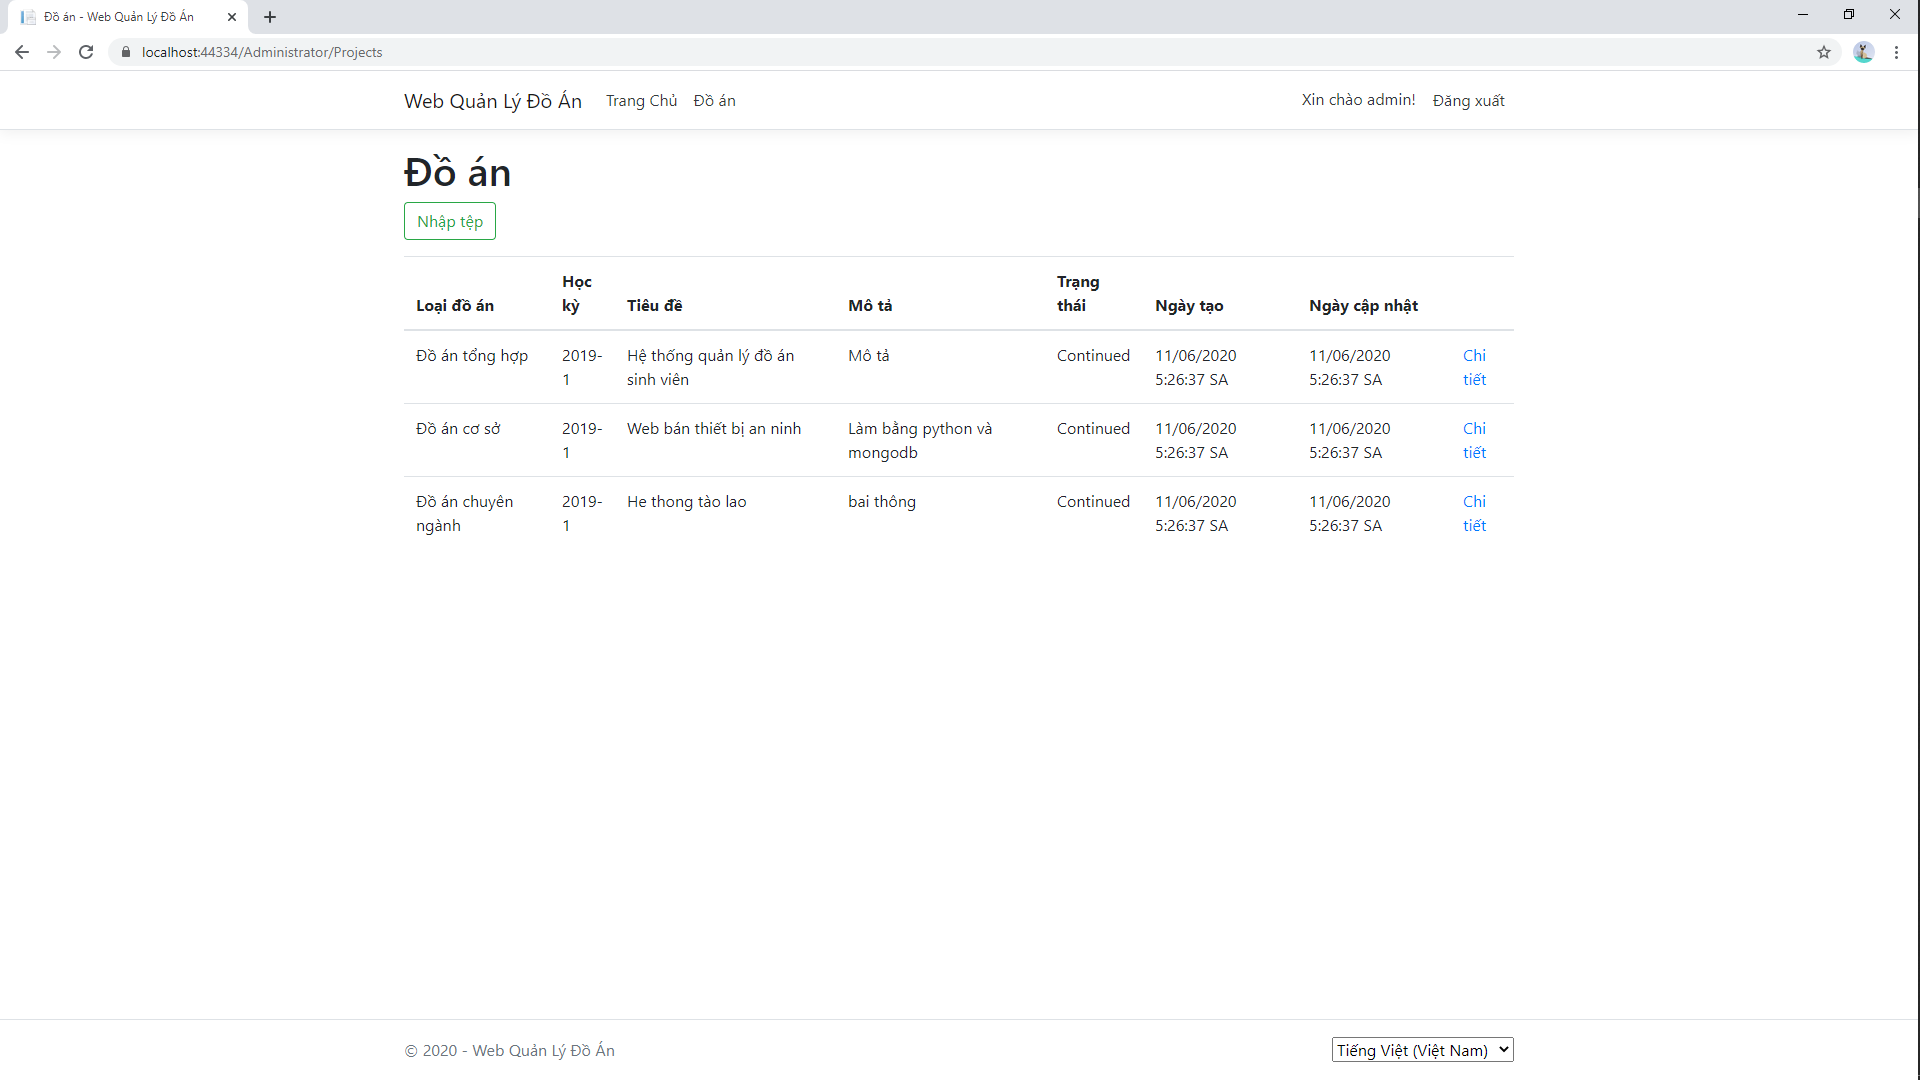 Đồ án - Web Quản Lý Đồ Án
localhost:44334/Administrator/Projects
Web Quản Lý Đồ Án Trang Chủ Đồ án Xin chào admin! Đăng xuất
Đồ án
Nhập tệp
Loại đồ án Học kỳ Tiêu đề Mô tả Trạng thái Ngày tạo Ngày cập nhật
Đồ án tổng hợp 2019- Hệ thống quản lý đồ án Mô tả Continued 11/06/2020 11/06/2020 Chi
1 sinh viên 5:26:37 SA 5:26:37 SA tiết
Đồ án cơ sở 2019- Web bán thiết bị an ninh Làm bằng python và Continued 11/06/2020 11/06/2020 Chi
1 mongodb 5:26:37 SA 5:26:37 SA tiết
Đồ án chuyên 2019- He thong tào lao bai thông Continued 11/06/2020 11/06/2020 Chi
ngành 1 5:26:37 SA 5:26:37 SA tiết
© 2020 - Web Quản Lý Đồ Án Tiếng Việt (Việt Nam)